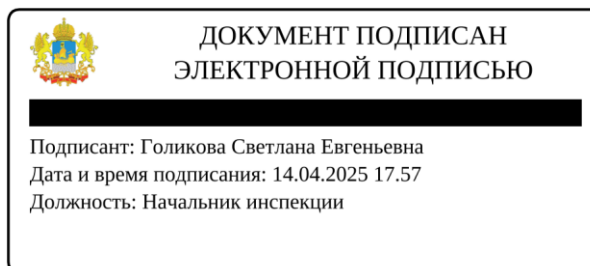 ДОКУМЕНТ ПОДПИСАН
ЭЛЕКТРОННОЙ ПОДПИСЬЮ
Подписант: Голикова Светлана Евгеньевна
Дата и время подписания: 14.04.2025 17.57
Должность: Начальник инспекции